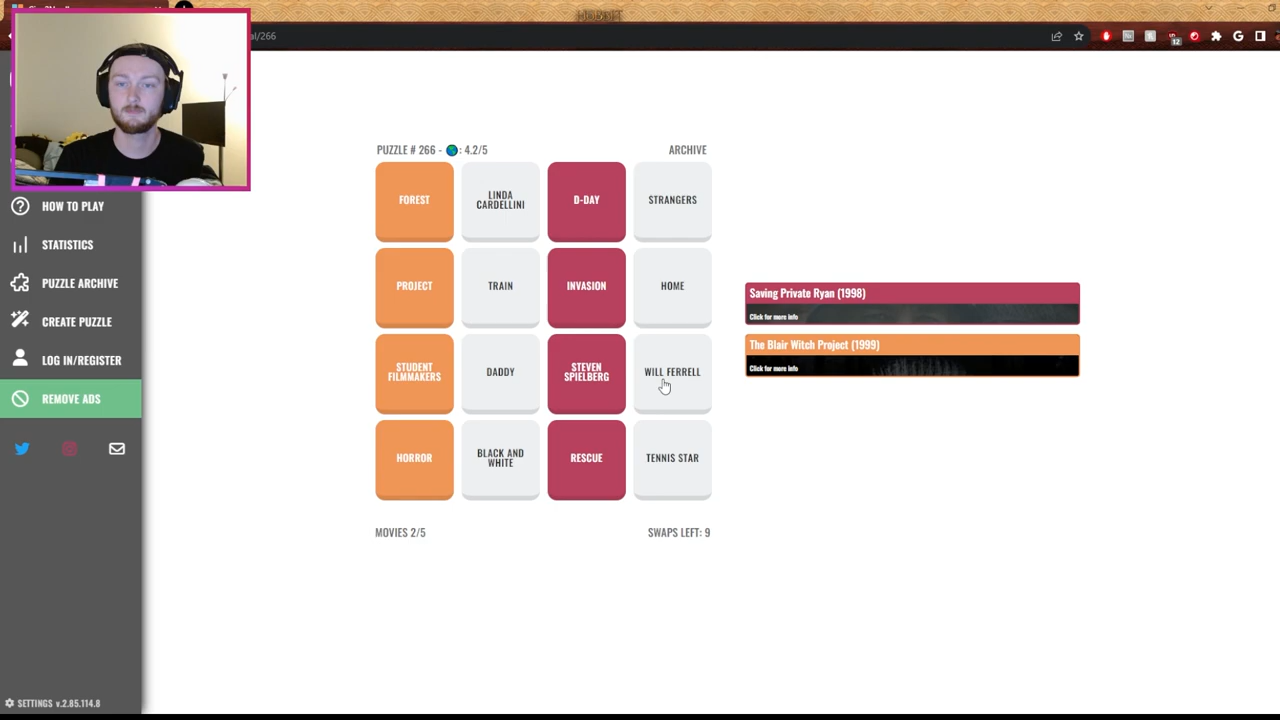 al/266
12
PUZZLE # 266 - : 4.2/5
ARCHIVE
HOW TO PLAY
STATISTICS
PUZZLE ARCHIVE
CREATE PUZZLE
LOG IN/REGISTER
REMOVE ADS
FOREST
LINDA
CARDELLINI
D-DAY
STRANGERS
PROJECT
TRAIN
INVASION
HOME
STUDENT
FILMMAKERS
DADDY
STEVEN
SPIELBERG
WILL FERRELL
HORROR
BLACK AND
WHITE
RESCUE
TENNIS STAR
MOVIES 2/5
SWAPS LEFT: 9
Saving Private Ryan (1998)
Click for more info
The Blair Witch Project (1999)
Click for more info
SETTINGS v.2.85.114.8